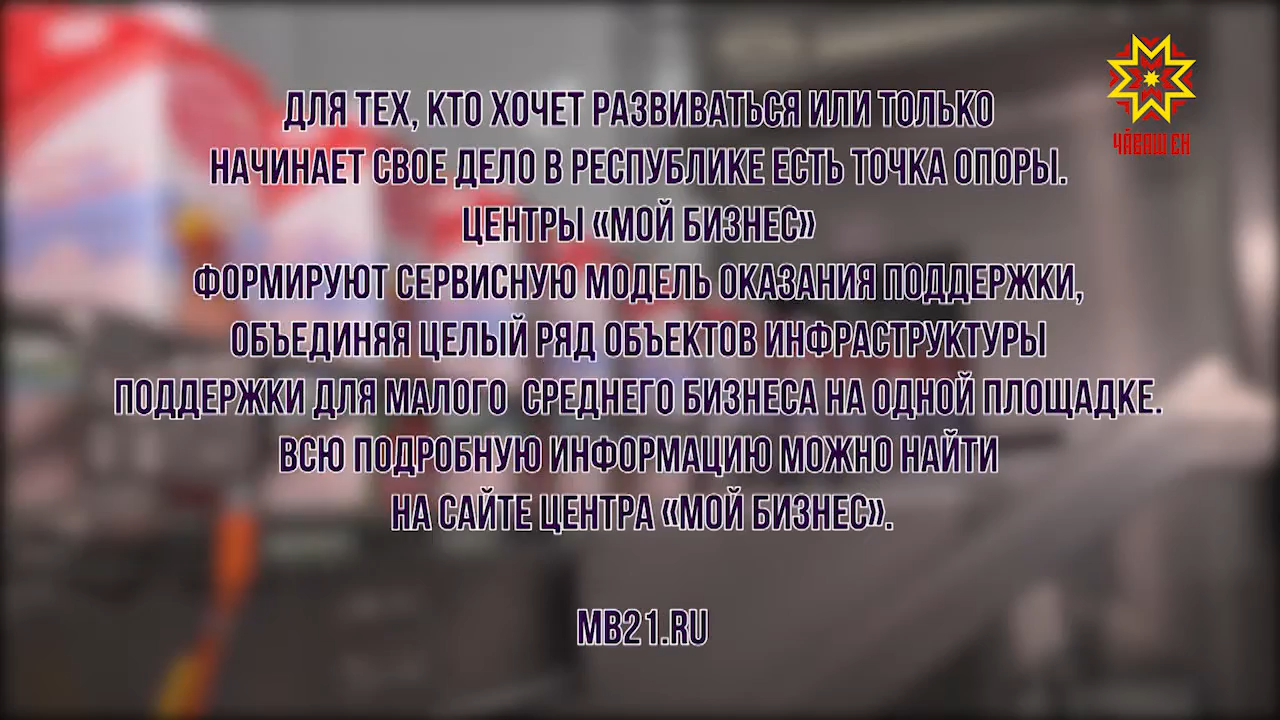 ЧӐВАШ ЕН
ДЛЯ ТЕХ, КТО ХОЧЕТ РАЗВИВАТЬСЯ ИЛИ ТОЛЬКО
НАЧИНАЕТ СВОЕ ДЕЛО В РЕСПУБЛИКЕ ЕСТЬ ТОЧКА ОПОРЫ.
ЦЕНТРЫ «МОЙ БИЗНЕС»
ФОРМИРУЮТ СЕРВИСНУЮ МОДЕЛЬ ОКАЗАНИЯ ПОДДЕРЖКИ,
ОБЪЕДИНЯЯ ЦЕЛЫЙ РЯД ОБЪЕКТОВ ИНФРАСТРУКТУРЫ
ПОДДЕРЖКИ ДЛЯ МАЛОГО СРЕДНЕГО БИЗНЕСА НА ОДНОЙ ПЛОЩАДКЕ.
ВСЮ ПОДРОБНУЮ ИНФОРМАЦИЮ МОЖНО НАЙТИ
НА САЙТЕ ЦЕНТРА «МОЙ БИЗНЕС».
MB21.RU